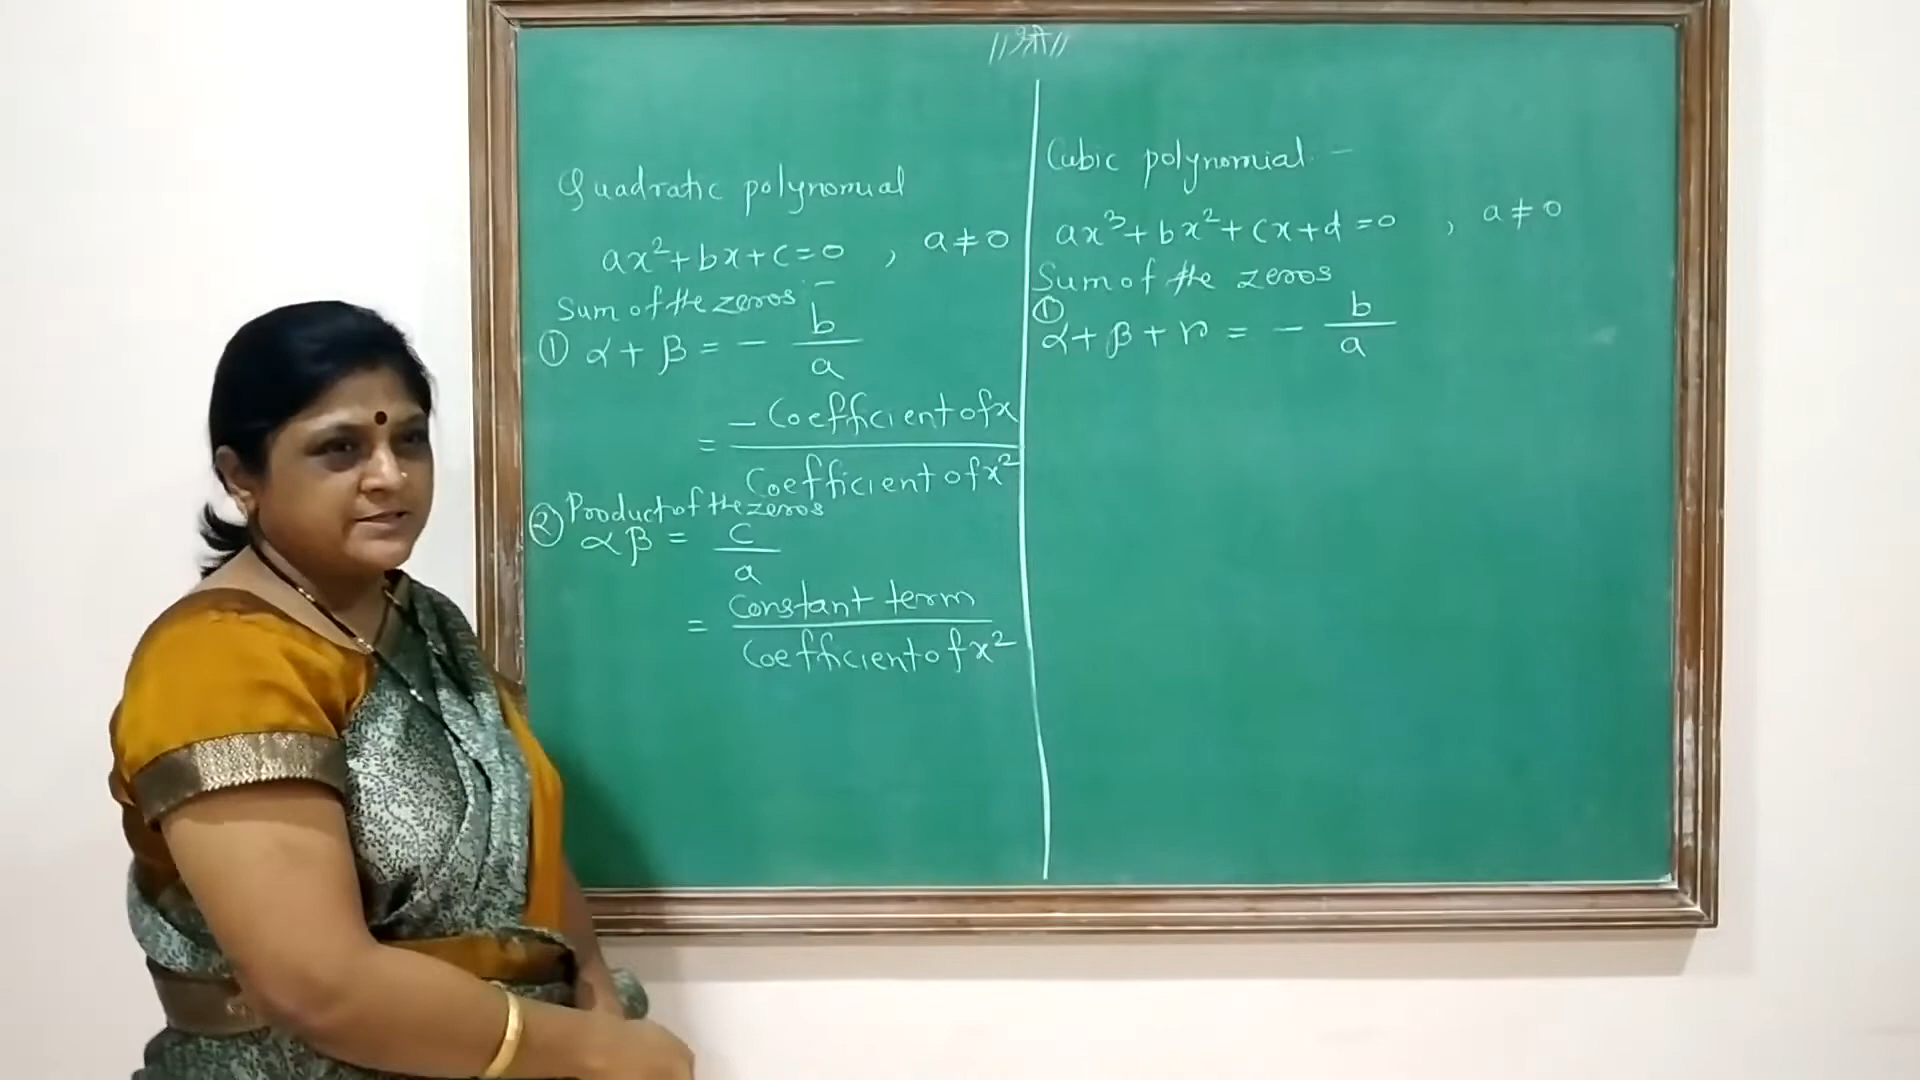 //श्री//
Quadratic polynomial
ax²+bx+c=0 , a≠0
Sum of the zeros :-
① α+β = - b/a
= - Coefficient of x / Coefficient of x²
② Product of the zeros
αβ = c/a
= Constant term / Coefficient of x²
Cubic polynomial -
ax³+bx²+cx+d=0 , a≠0
Sum of the zeros
①
α+β+γ = - b/a